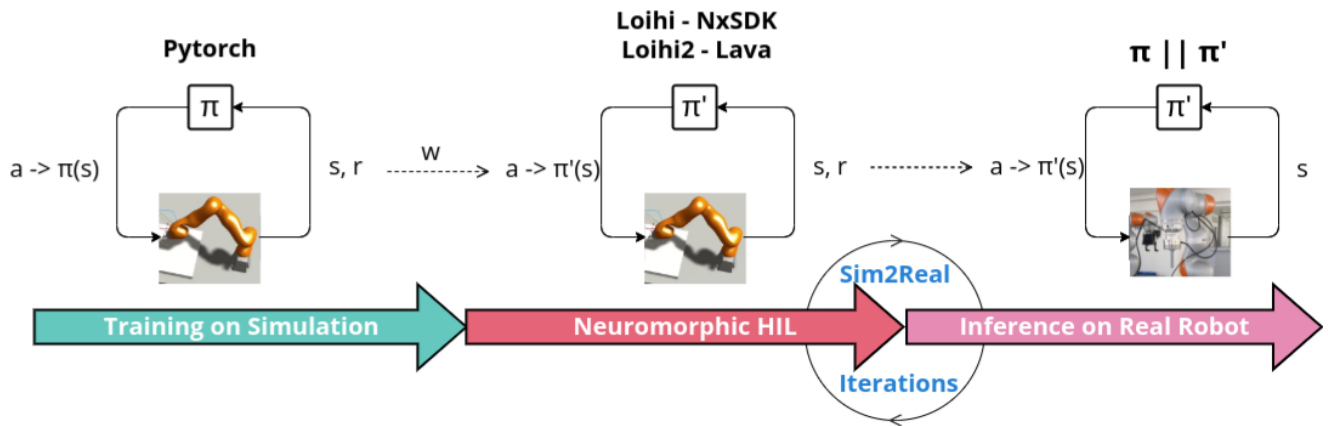 Pytorch
Loihi - NxSDK
Loihi2 - Lava
π || π'
π
π'
π'
a -> π(s)
s, r
w
a -> π'(s)
s, r
a -> π'(s)
s
Sim2Real
Training on Simulation
Neuromorphic HIL
Inference on Real Robot
Iterations